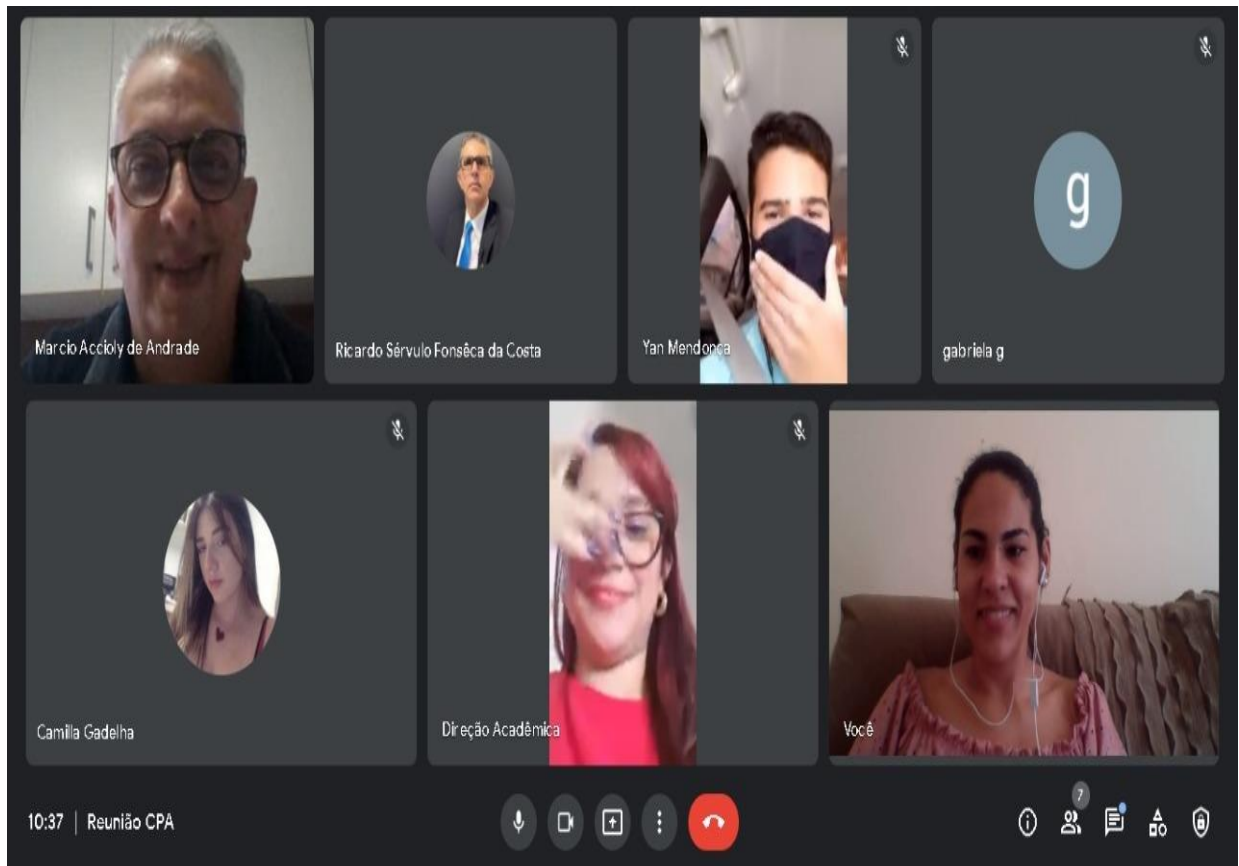 Marcio Accioly de Andrade
Ricardo Sérvulo Fonsêca da Costa
Yan Mendonça
g
gabriela g
Camilla Gadelha
Direção Acadêmica
Você
10:37 | Reunião CPA
7